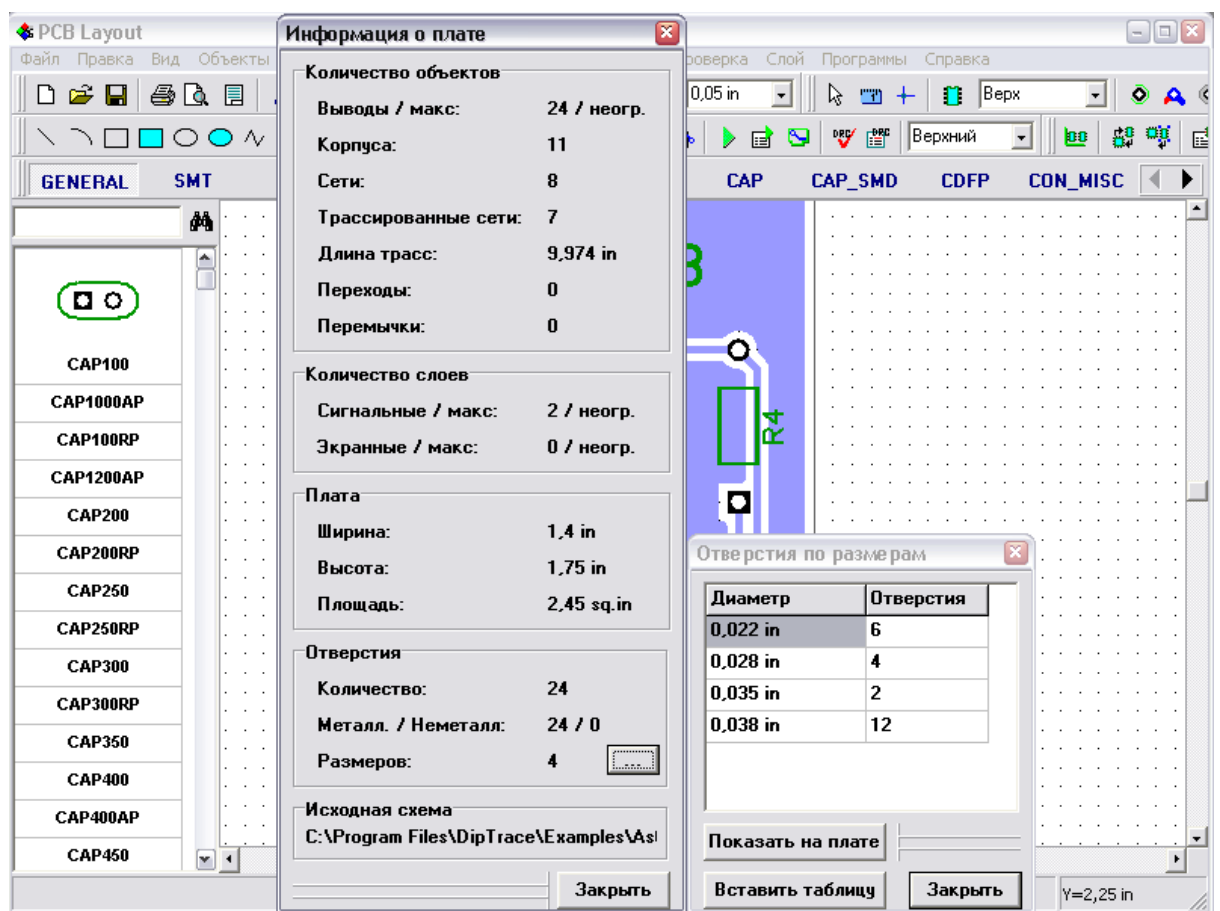 PCB Layout
Файл Правка Вид Объекты
роверка Слой Программы Справка
0,05 in
Верх
Верхний
GENERAL SMT
CAP CAP_SMD CDFP CON_MISC
CAP100
CAP1000AP
CAP100RP
CAP1200AP
CAP200
CAP200RP
CAP250
CAP250RP
CAP300
CAP300RP
CAP350
CAP400
CAP400AP
CAP450
Информация о плате
Количество объектов
Выводы / макс: 24 / неогр.
Корпуса: 11
Сети: 8
Трассированные сети: 7
Длина трасс: 9,974 in
Переходы: 0
Перемычки: 0
Количество слоев
Сигнальные / макс: 2 / неогр.
Экранные / макс: 0 / неогр.
Плата
Ширина: 1,4 in
Высота: 1,75 in
Площадь: 2,45 sq.in
Отверстия
Количество: 24
Металл. / Неметалл: 24 / 0
Размеров: 4 ...
Исходная схема
C:\Program Files\DipTrace\Examples\Ast
Закрыть
R4
Отверстия по размерам
Диаметр Отверстия
0,022 in 6
0,028 in 4
0,035 in 2
0,038 in 12
Показать на плате
Вставить таблицу Закрыть
Y=2,25 in